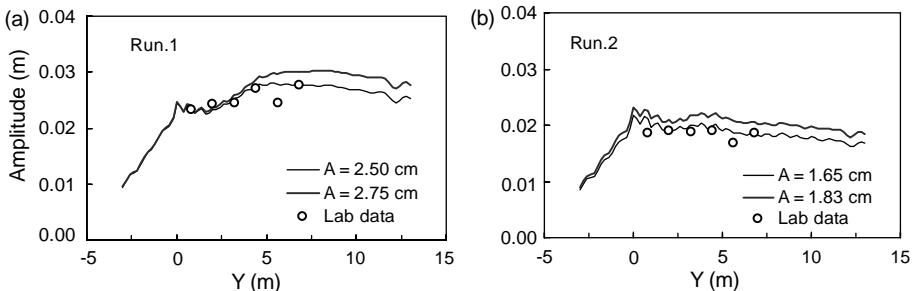 (a)
0.04
0.03
0.02
0.01
0.00
Amplitude (m)
Run.1
A = 2.50 cm
A = 2.75 cm
Lab data
-5
0
5
10
15
Y (m)
(b)
0.04
0.03
0.02
0.01
0.00
Run.2
A = 1.65 cm
A = 1.83 cm
Lab data
-5
0
5
10
15
Y (m)